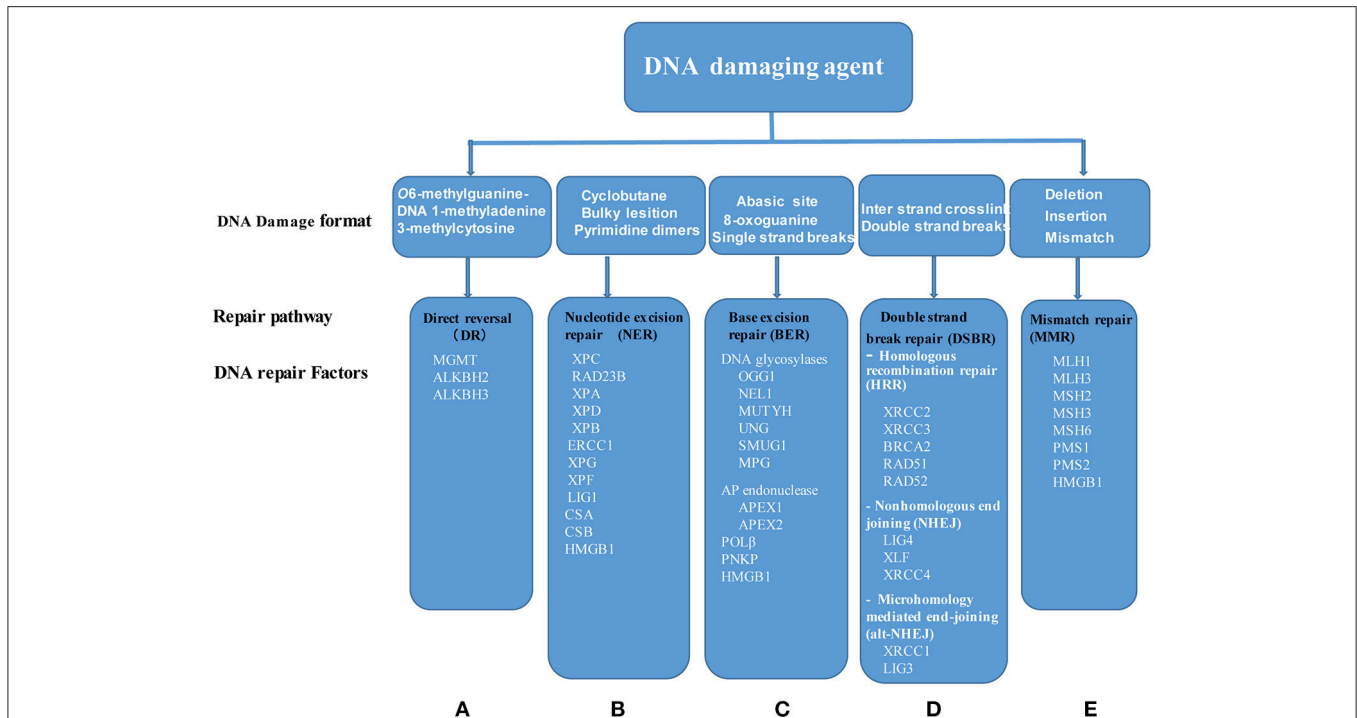 DNA damaging agent
DNA Damage format
O6-methylguanine-
DNA 1-methyladenine
3-methylcytosine
Cyclobutane
Bulky lesition
Pyrimidine dimers
Abasic site
8-oxoguanine
Single strand breaks
Inter strand crosslink
Double strand breaks
Deletion
Insertion
Mismatch
Repair pathway
DNA repair Factors
Direct reversal
(DR)
MGMT
ALKBH2
ALKBH3
Nucleotide excision
repair (NER)
XPC
RAD23B
XPA
XPD
XPB
ERCC1
XPG
XPF
LIG1
CSA
CSB
HMGB1
Base excision
repair (BER)
DNA glycosylases
OGG1
NEL1
MUTYH
UNG
SMUG1
MPG
AP endonuclease
APEX1
APEX2
POLβ
PNKP
HMGB1
Double strand
break repair (DSBR)
- Homologous
recombination repair
(HRR)
XRCC2
XRCC3
BRCA2
RAD51
RAD52
- Nonhomologous end
joining (NHEJ)
LIG4
XLF
XRCC4
- Microhomology
mediated end-joining
(alt-NHEJ)
XRCC1
LIG3
Mismatch repair
(MMR)
MLH1
MLH3
MSH2
MSH3
MSH6
PMS1
PMS2
HMGB1
A B C D E